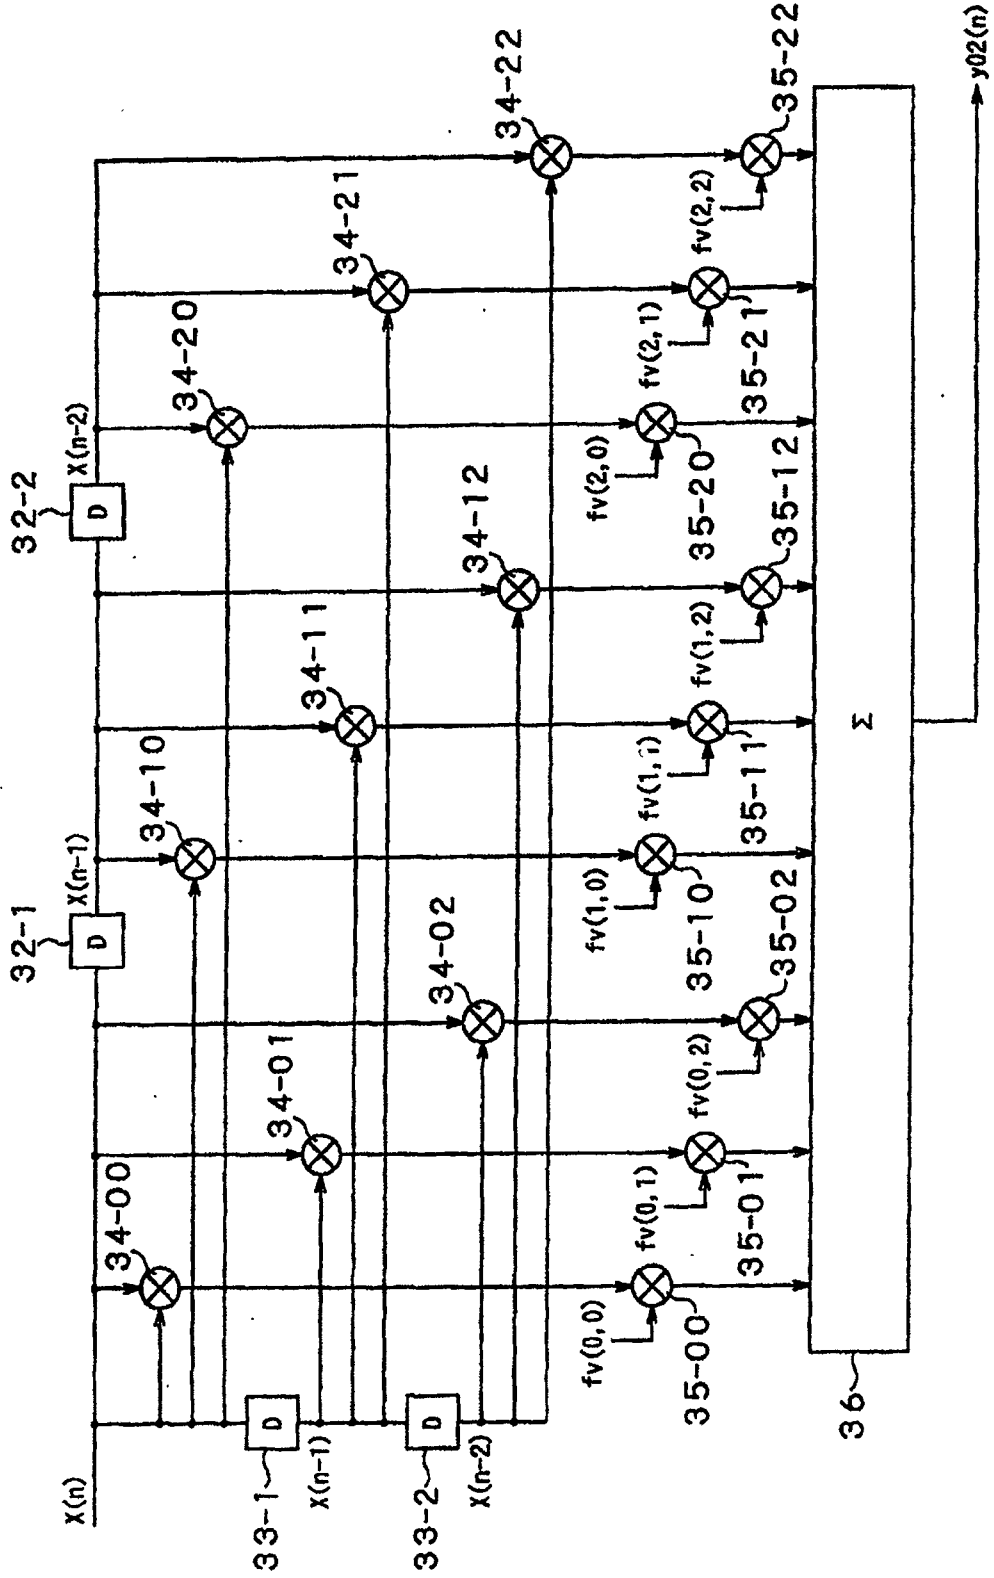 X(n)
32-1
D
X(n-1)
32-2
D
X(n-2)
33-1
D
X(n-1)
33-2
D
X(n-2)
34-00
34-01
34-02
34-10
34-11
34-12
34-20
34-21
34-22
fv(0,0)
fv(0,1)
fv(0,2)
fv(1,0)
fv(1,1)
fv(1,2)
fv(2,0)
fv(2,1)
fv(2,2)
35-00
35-01
35-02
35-10
35-11
35-12
35-20
35-21
35-22
36
Σ
y02(n)